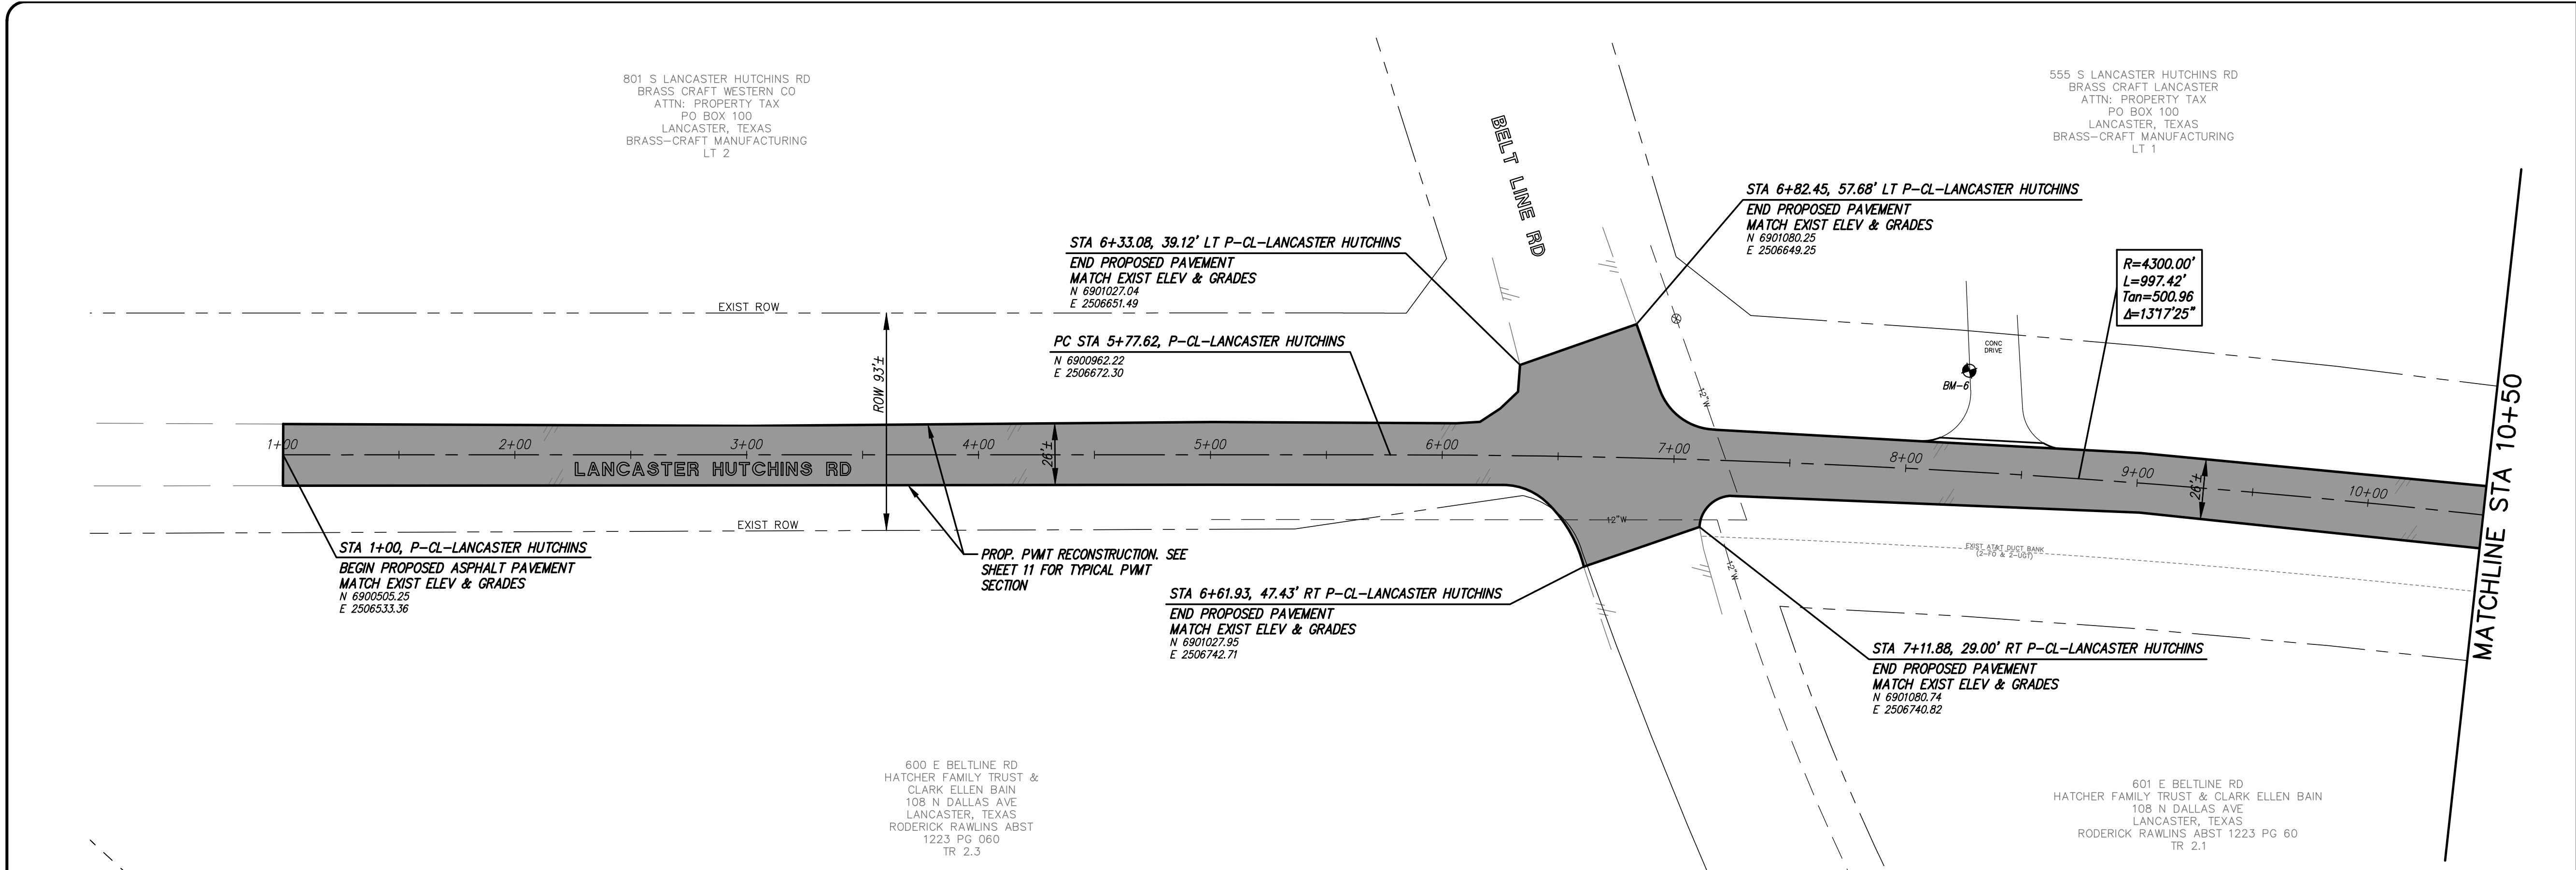 801 S LANCASTER HUTCHINS RD
BRASS CRAFT WESTERN CO
ATTN: PROPERTY TAX
PO BOX 100
LANCASTER, TEXAS
BRASS-CRAFT MANUFACTURING
LT 2
555 S LANCASTER HUTCHINS RD
BRASS CRAFT LANCASTER
ATTN: PROPERTY TAX
PO BOX 100
LANCASTER, TEXAS
BRASS-CRAFT MANUFACTURING
LT 1
BELT LINE RD
STA 6+82.45, 57.68' LT P-CL-LANCASTER HUTCHINS
END PROPOSED PAVEMENT
MATCH EXIST ELEV & GRADES
N 6901080.25
E 2506649.25
STA 6+33.08, 39.12' LT P-CL-LANCASTER HUTCHINS
END PROPOSED PAVEMENT
MATCH EXIST ELEV & GRADES
N 6901027.04
E 2506651.49
R=4300.00'
L=997.42'
Tan=500.96
Δ=13°17'25"
EXIST ROW
ROW 93'±
PC STA 5+77.62, P-CL-LANCASTER HUTCHINS
N 6900962.22
E 2506672.30
CONC
DRIVE
BM-6
12"W
1+00
2+00
3+00
4+00
5+00
6+00
7+00
8+00
9+00
10+00
26'±
26'±
LANCASTER HUTCHINS RD
MATCHLINE STA 10+50
EXIST ROW
12"W
12"W
EXIST AT&T DUCT BANK
(2-FO & 2-UGT)
STA 1+00, P-CL-LANCASTER HUTCHINS
BEGIN PROPOSED ASPHALT PAVEMENT
MATCH EXIST ELEV & GRADES
N 6900505.25
E 2506533.36
PROP. PVMT RECONSTRUCTION. SEE
SHEET 11 FOR TYPICAL PVMT
SECTION
STA 6+61.93, 47.43' RT P-CL-LANCASTER HUTCHINS
END PROPOSED PAVEMENT
MATCH EXIST ELEV & GRADES
N 6901027.95
E 2506742.71
STA 7+11.88, 29.00' RT P-CL-LANCASTER HUTCHINS
END PROPOSED PAVEMENT
MATCH EXIST ELEV & GRADES
N 6901080.74
E 2506740.82
600 E BELTLINE RD
HATCHER FAMILY TRUST &
CLARK ELLEN BAIN
108 N DALLAS AVE
LANCASTER, TEXAS
RODERICK RAWLINS ABST
1223 PG 060
TR 2.3
601 E BELTLINE RD
HATCHER FAMILY TRUST & CLARK ELLEN BAIN
108 N DALLAS AVE
LANCASTER, TEXAS
RODERICK RAWLINS ABST 1223 PG 60
TR 2.1